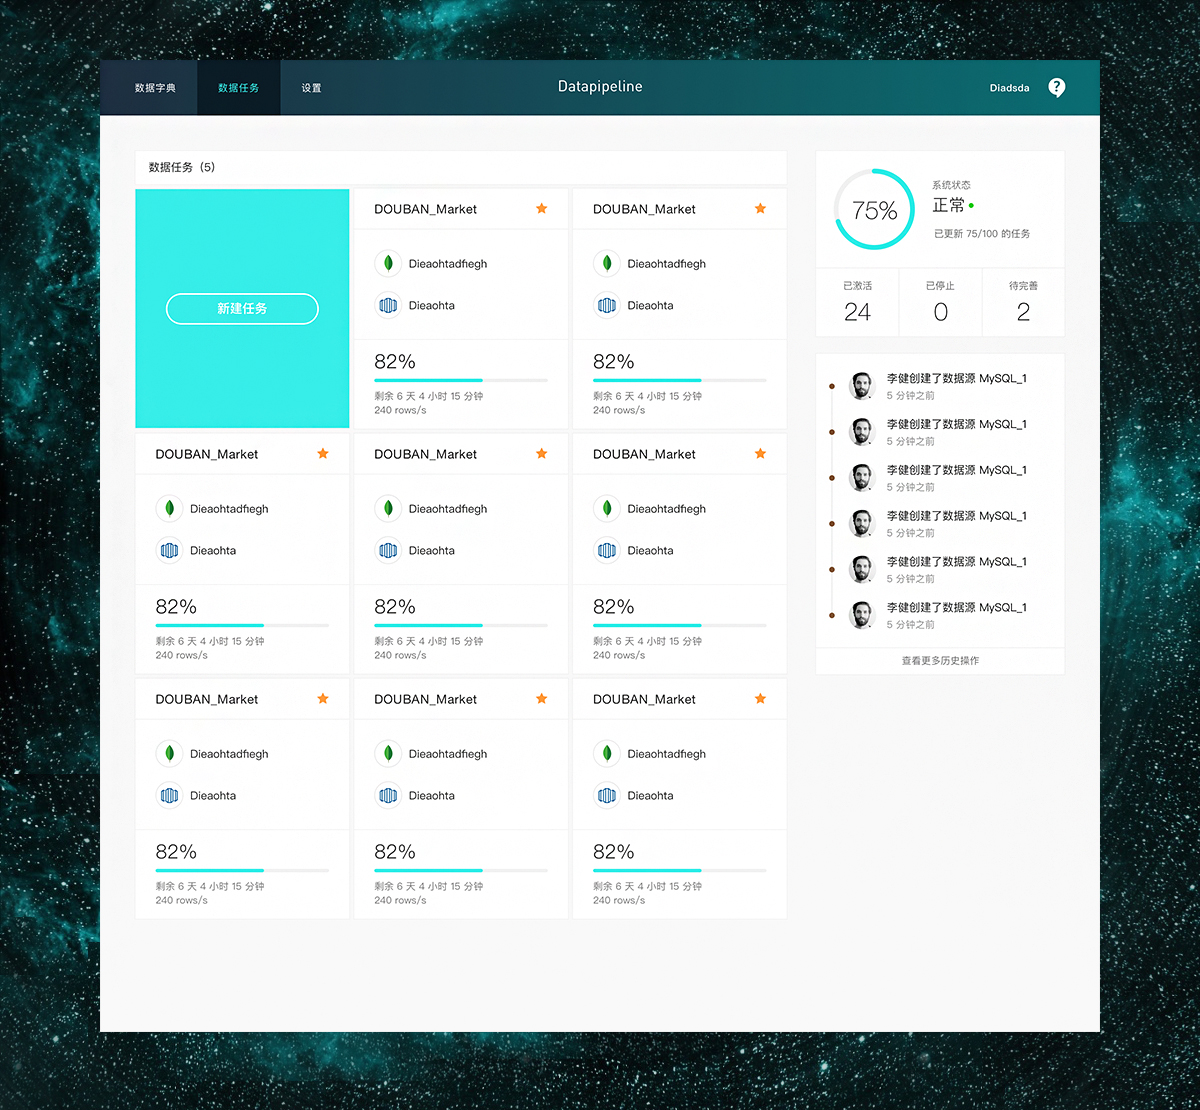 数据字典
数据任务
设置
Datapipeline
Diadsda
?
数据任务（5）
新建任务
DOUBAN_Market
Dieaohtadfiegh
Dieaohta
82%
剩余 6 天 4 小时 15 分钟
240 rows/s
DOUBAN_Market
Dieaohtadfiegh
Dieaohta
82%
剩余 6 天 4 小时 15 分钟
240 rows/s
DOUBAN_Market
Dieaohtadfiegh
Dieaohta
82%
剩余 6 天 4 小时 15 分钟
240 rows/s
DOUBAN_Market
Dieaohtadfiegh
Dieaohta
82%
剩余 6 天 4 小时 15 分钟
240 rows/s
DOUBAN_Market
Dieaohtadfiegh
Dieaohta
82%
剩余 6 天 4 小时 15 分钟
240 rows/s
DOUBAN_Market
Dieaohtadfiegh
Dieaohta
82%
剩余 6 天 4 小时 15 分钟
240 rows/s
DOUBAN_Market
Dieaohtadfiegh
Dieaohta
82%
剩余 6 天 4 小时 15 分钟
240 rows/s
DOUBAN_Market
Dieaohtadfiegh
Dieaohta
82%
剩余 6 天 4 小时 15 分钟
240 rows/s
75%
系统状态
正常
已更新 75/100 的任务
已激活
24
已停止
0
待完善
2
李健创建了数据源 MySQL_1
5 分钟之前
李健创建了数据源 MySQL_1
5 分钟之前
李健创建了数据源 MySQL_1
5 分钟之前
李健创建了数据源 MySQL_1
5 分钟之前
李健创建了数据源 MySQL_1
5 分钟之前
李健创建了数据源 MySQL_1
5 分钟之前
查看更多历史操作